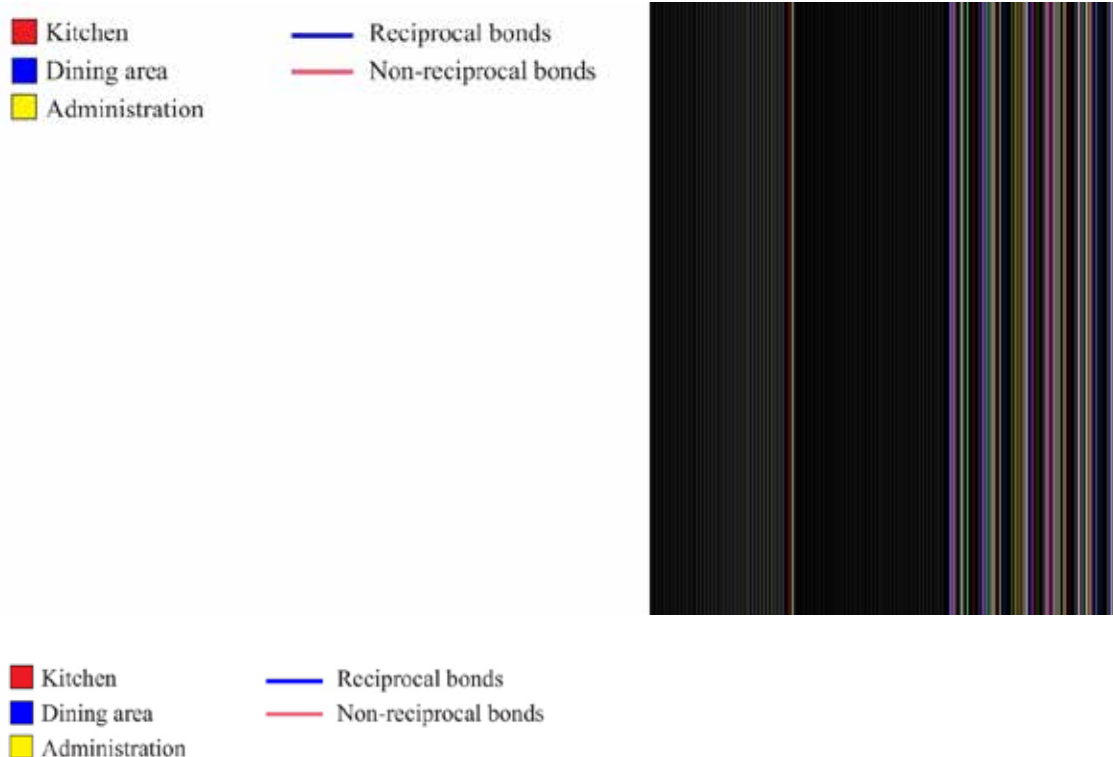 Kitchen Reciprocal bonds
Dining area Non-reciprocal bonds
Administration
Kitchen Reciprocal bonds
Dining area Non-reciprocal bonds
Administration